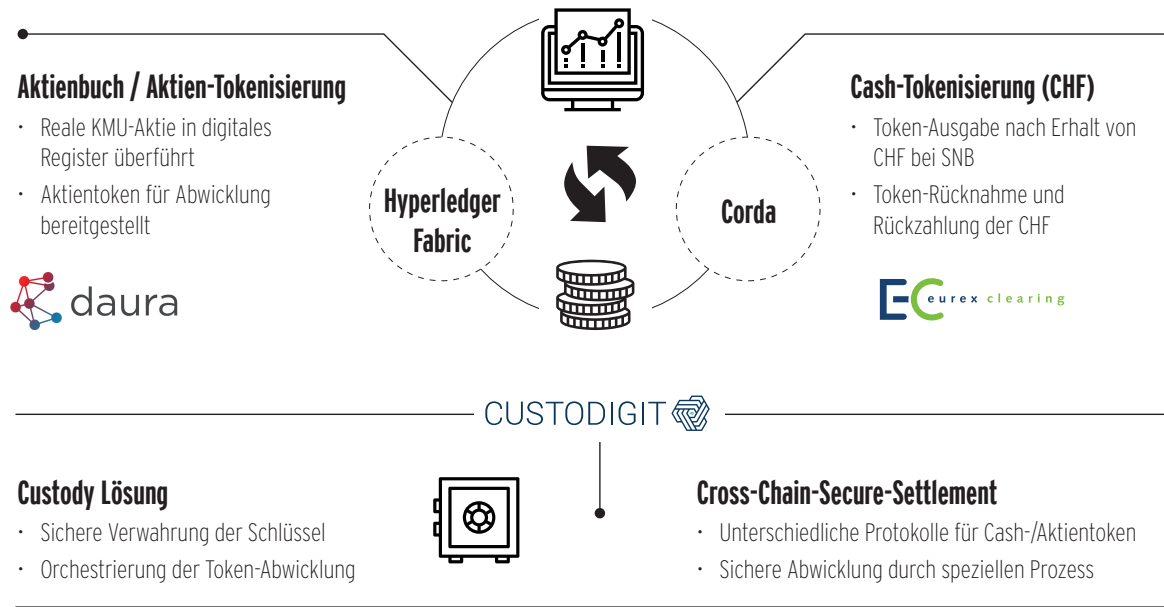 Aktienbuch / Aktien-Tokenisierung
· Reale KMU-Aktie in digitales
Register überführt
· Aktientoken für Abwicklung
bereitgestellt
daura
Hyperledger
Fabric
Corda
Cash-Tokenisierung (CHF)
· Token-Ausgabe nach Erhalt von
CHF bei SNB
· Token-Rücknahme und
Rückzahlung der CHF
EC eurex clearing
CUSTODIGIT
Custody Lösung
· Sichere Verwahrung der Schlüssel
· Orchestrierung der Token-Abwicklung
Cross-Chain-Secure-Settlement
· Unterschiedliche Protokolle für Cash-/Aktientoken
· Sichere Abwicklung durch speziellen Prozess